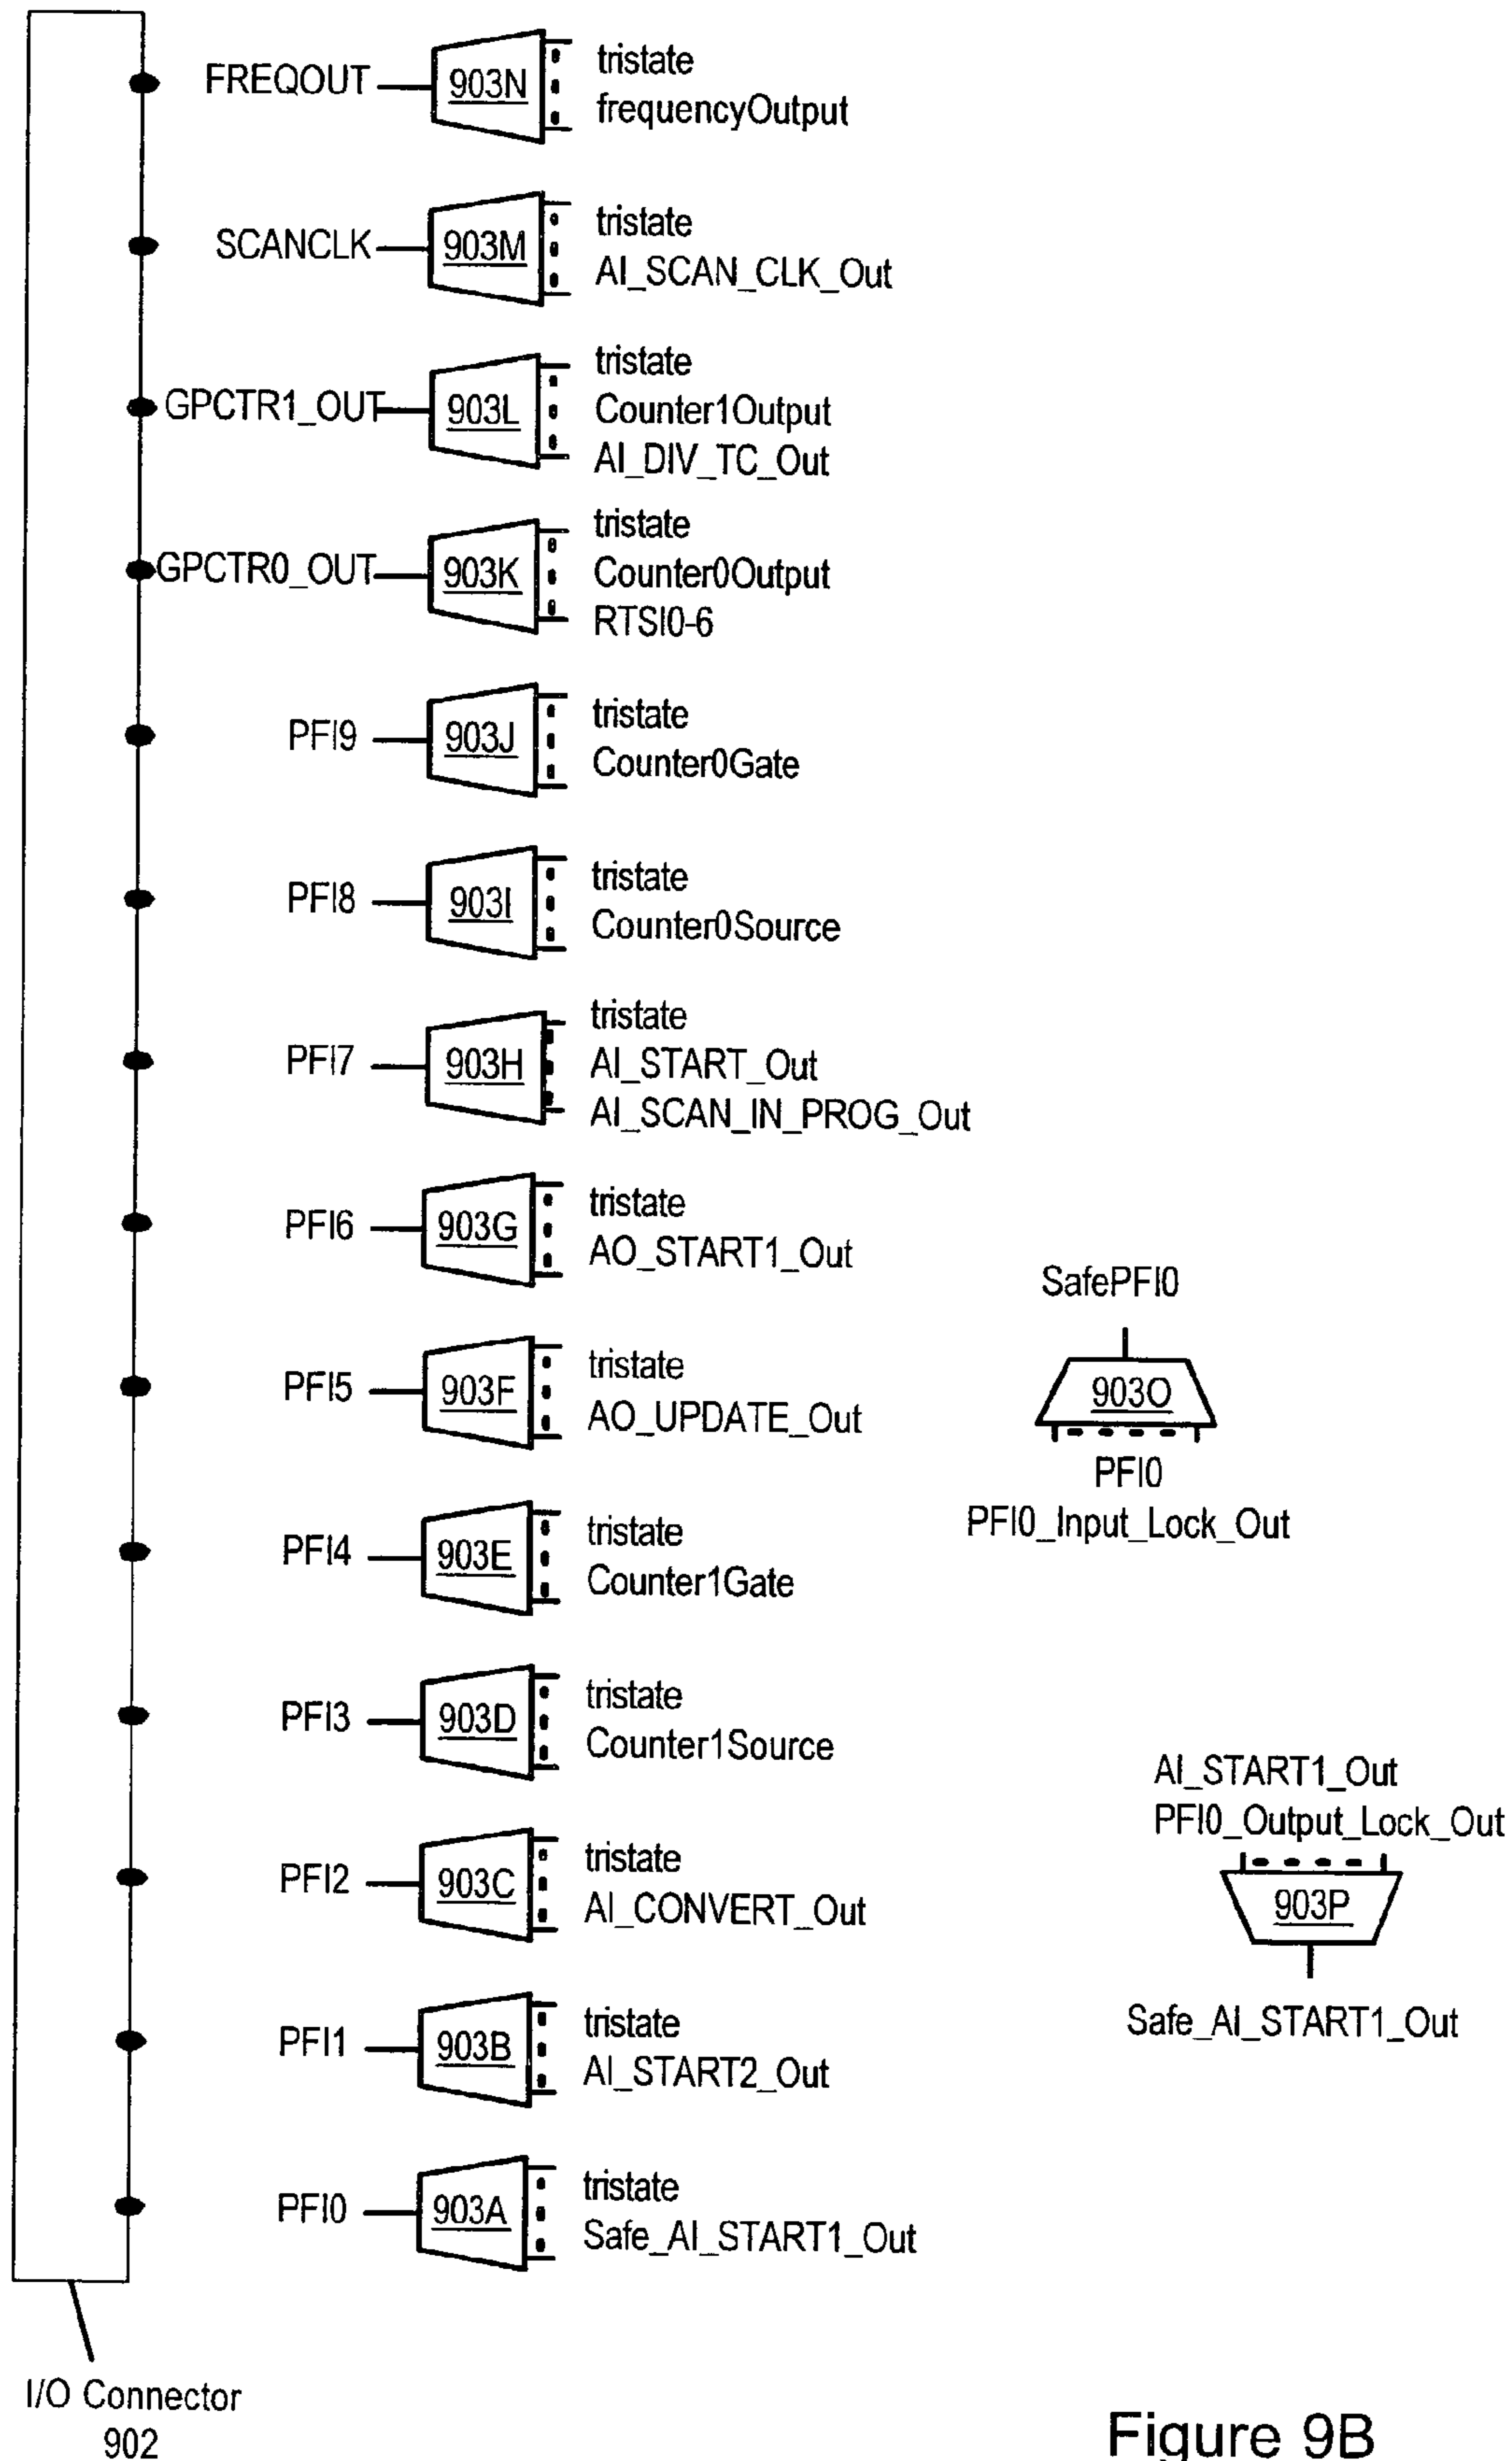 FREQOUT
903N
tristate
frequencyOutput
SCANCLK
903M
tristate
AI_SCAN_CLK_Out
GPCTR1_OUT
903L
tristate
Counter1Output
AI_DIV_TC_Out
GPCTR0_OUT
903K
tristate
Counter0Output
RTSI0-6
PFI9
903J
tristate
Counter0Gate
PFI8
903I
tristate
Counter0Source
PFI7
903H
tristate
AI_START_Out
AI_SCAN_IN_PROG_Out
PFI6
903G
tristate
AO_START1_Out
PFI5
903F
tristate
AO_UPDATE_Out
SafePFI0
903O
PFI0
PFI0_Input_Lock_Out
PFI4
903E
tristate
Counter1Gate
PFI3
903D
tristate
Counter1Source
PFI2
903C
tristate
AI_CONVERT_Out
AI_START1_Out
PFI0_Output_Lock_Out
903P
Safe_AI_START1_Out
PFI1
903B
tristate
AI_START2_Out
PFI0
903A
tristate
Safe_AI_START1_Out
I/O Connector
902
Figure 9B